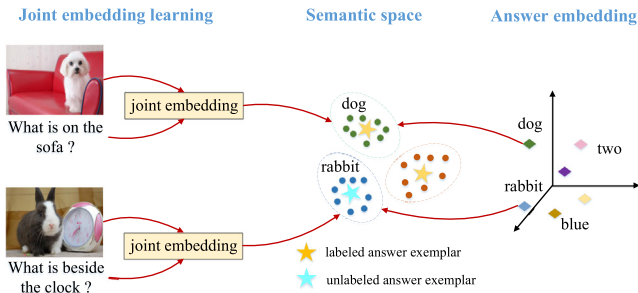 Joint embedding learning
Semantic space
Answer embedding
joint embedding
What is on the
sofa ?
dog
rabbit
dog
two
rabbit
blue
joint embedding
What is beside
the clock ?
labeled answer exemplar
unlabeled answer exemplar